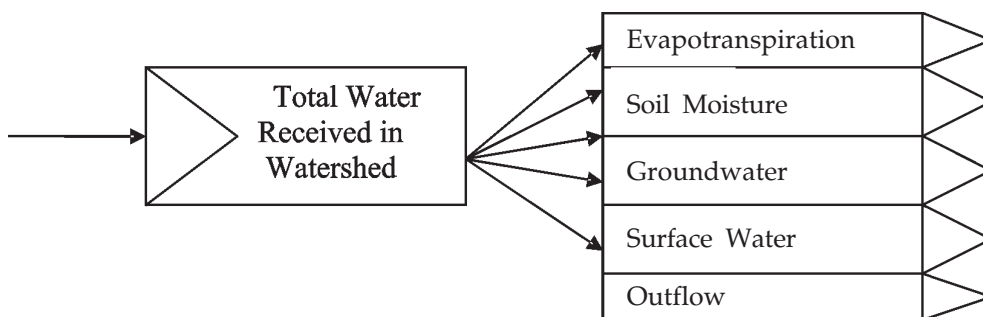 Total Water
Received in
Watershed
Evapotranspiration
Soil Moisture
Groundwater
Surface Water
Outflow